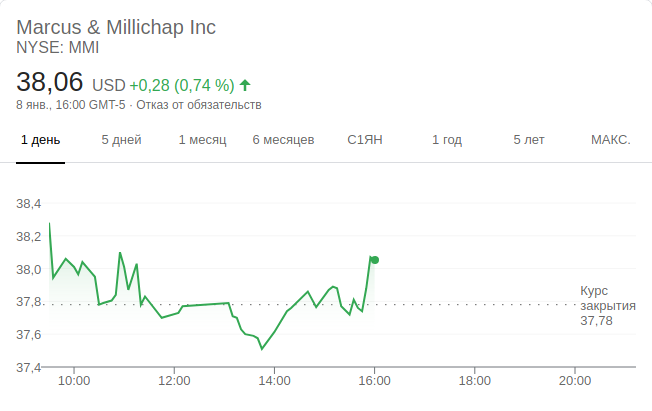 Marcus & Millichap Inc
NYSE: MMI
38,06 USD +0,28 (0,74 %)
8 янв., 16:00 GMT-5 · Отказ от обязательств
1 день 5 дней 1 месяц 6 месяцев С1ЯН 1 год 5 лет МАКС.
38,4
38,2
38,0
37,8
37,6
37,4
Курс
закрытия
37,78
10:00 12:00 14:00 16:00 18:00 20:00